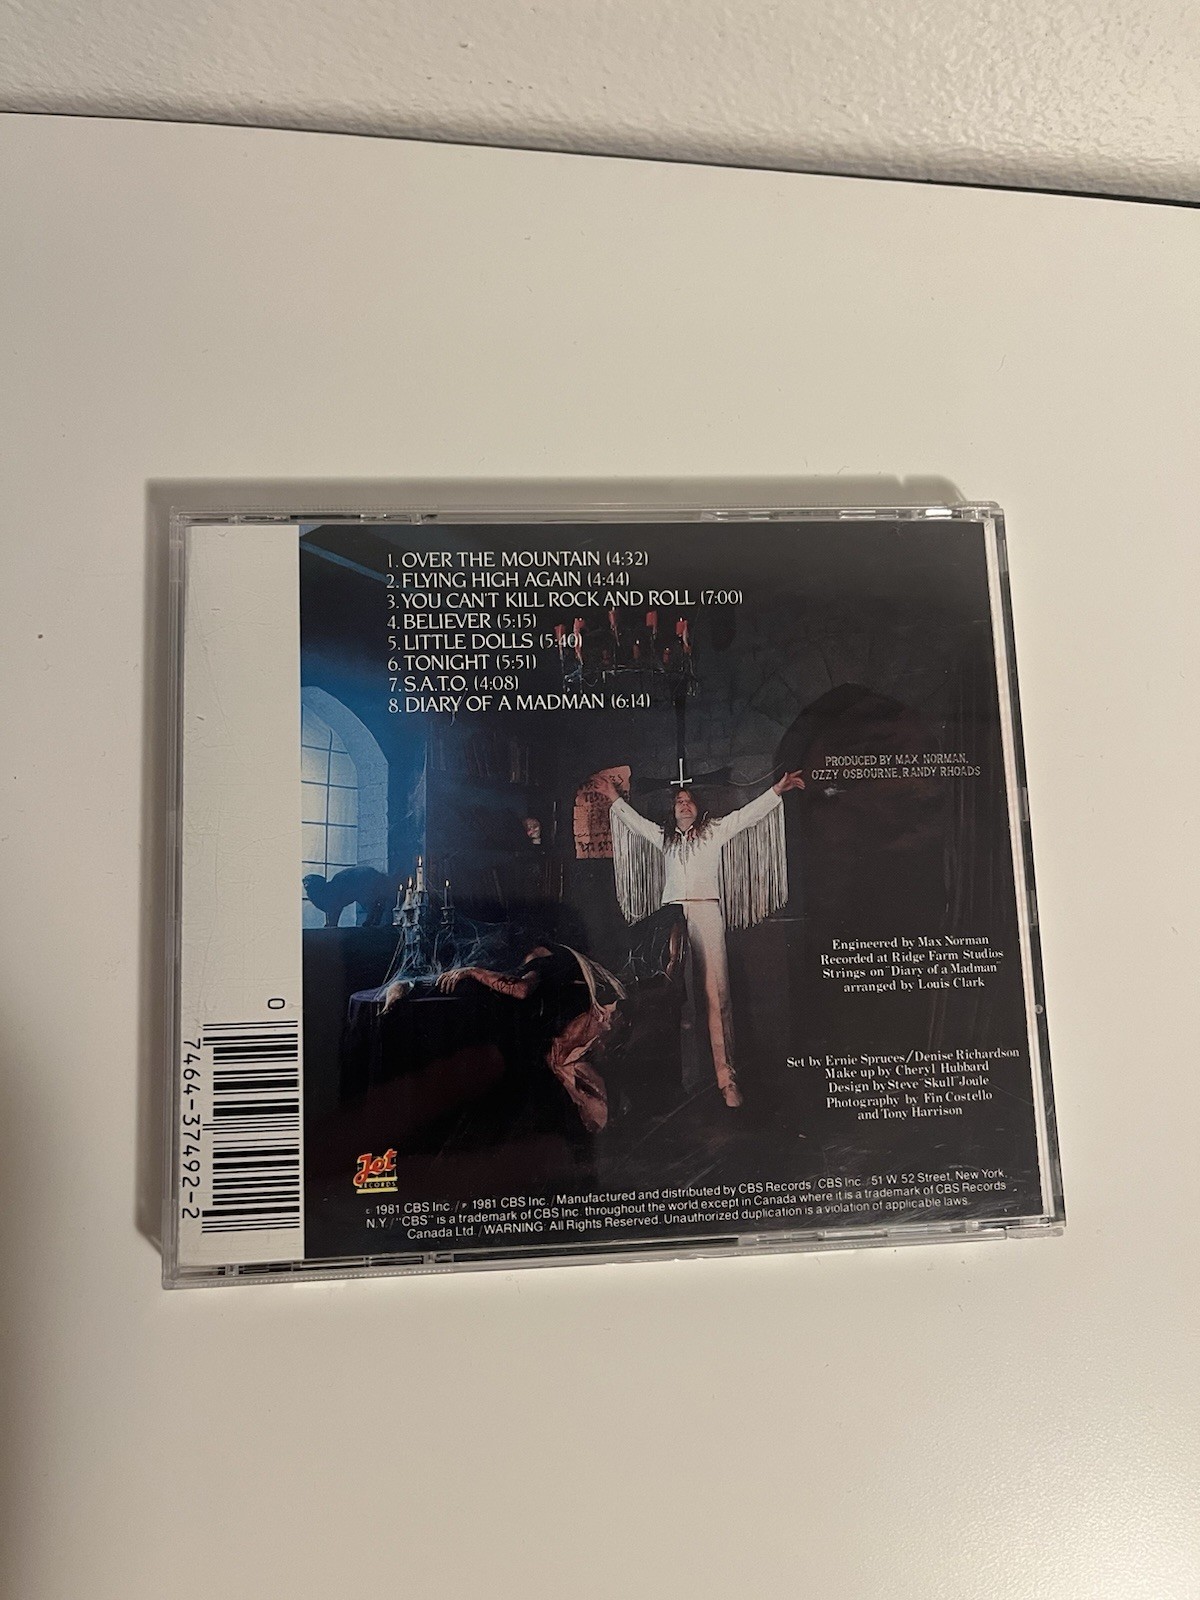 1. OVER THE MOUNTAIN (4:32)
2. FLYING HIGH AGAIN (4:44)
3. YOU CAN'T KILL ROCK AND ROLL (7:00)
4. BELIEVER (5:15)
5. LITTLE DOLLS (5:40)
6. TONIGHT (5:51)
7. S.A.T.O. (4:08)
8. DIARY OF A MADMAN (6:14)
PRODUCED BY MAX NORMAN,
OZZY OSBOURNE, RANDY RHOADS
Engineered by Max Norman
Recorded at Ridge Farm Studios
Strings on "Diary of a Madman"
arranged by Louis Clark
Set by Ernie Spruces/Denise Richardson
Make up by Cheryl Hubbard
Design by Steve "Skull" Joule
Photography by Fin Costello
and Tony Harrison
0
7464-37492-2
Jet
RECORDS
© 1981 CBS Inc. / ℗ 1981 CBS Inc. / Manufactured and distributed by CBS Records / CBS Inc. / 51 W. 52 Street, New York,
N.Y. / "CBS" is a trademark of CBS Inc. throughout the world except in Canada where it is a trademark of CBS Records
Canada Ltd. / WARNING: All Rights Reserved. Unauthorized duplication is a violation of applicable laws.